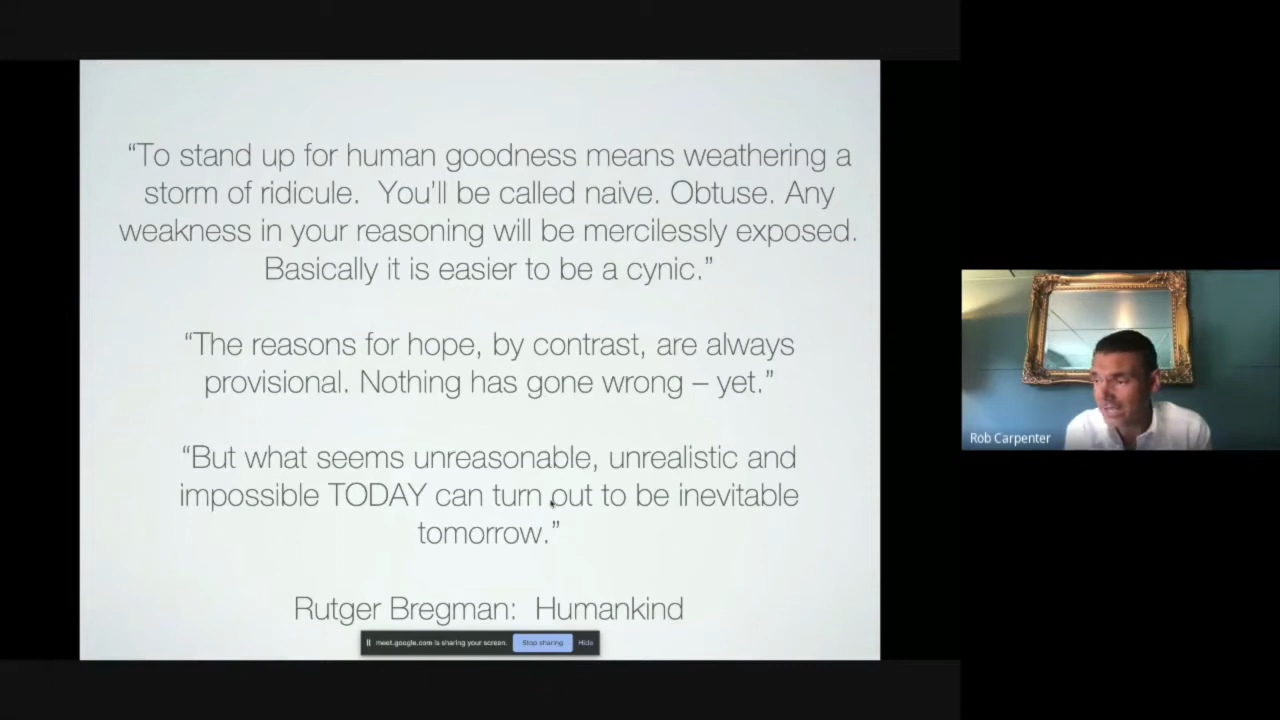 “To stand up for human goodness means weathering a
storm of ridicule.  You’ll be called naive. Obtuse. Any
weakness in your reasoning will be mercilessly exposed.
Basically it is easier to be a cynic.”
“The reasons for hope, by contrast, are always
provisional. Nothing has gone wrong – yet.”
“But what seems unreasonable, unrealistic and
impossible TODAY can turn out to be inevitable
tomorrow.”
Rutger Bregman:  Humankind
meet.google.com is sharing your screen. Stop sharing Hide
Rob Carpenter